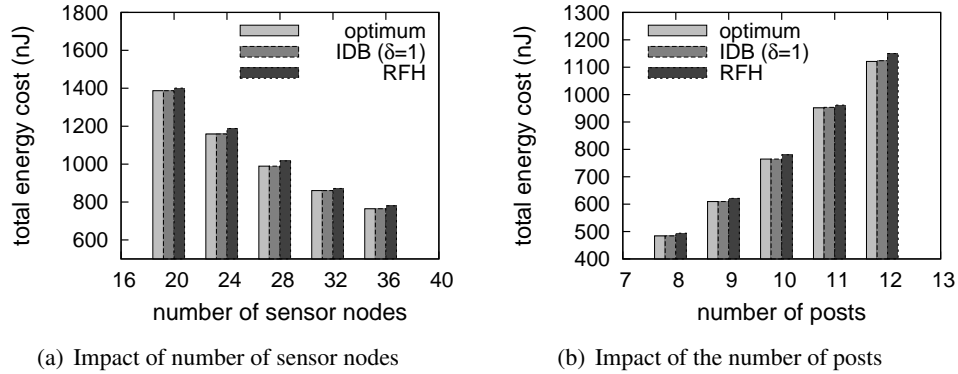 1800
1600
1400
1200
1000
800
600
16 20 24 28 32 36 40
total energy cost (nJ)
number of sensor nodes
optimum
IDB (δ=1)
RFH
(a) Impact of number of sensor nodes
1300
1200
1100
1000
900
800
700
600
500
400
7 8 9 10 11 12 13
total energy cost (nJ)
number of posts
optimum
IDB (δ=1)
RFH
(b) Impact of the number of posts